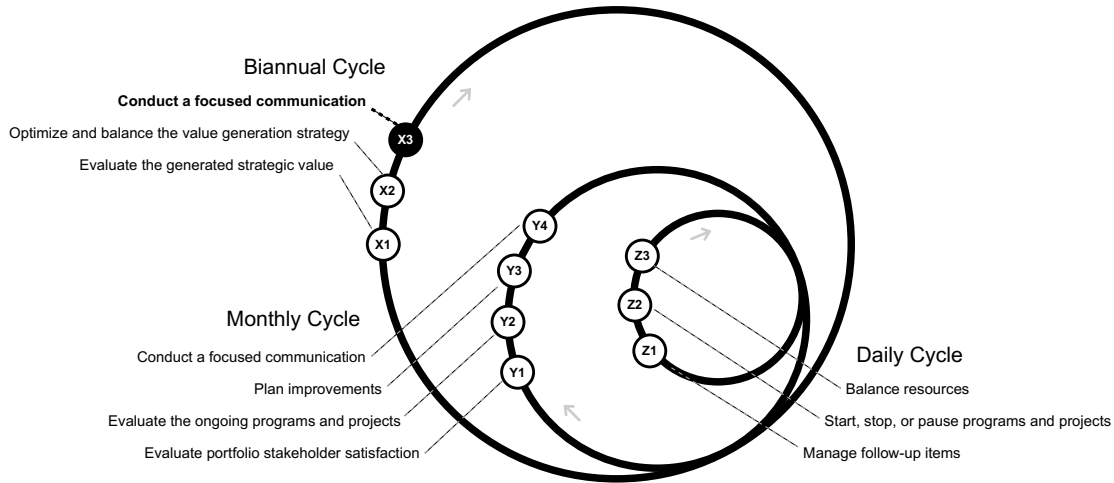 Biannual Cycle
Conduct a focused communication
Optimize and balance the value generation strategy
Evaluate the generated strategic value
X3
X2
X1
Monthly Cycle
Conduct a focused communication
Plan improvements
Evaluate the ongoing programs and projects
Evaluate portfolio stakeholder satisfaction
Y4
Y3
Y2
Y1
Z3
Z2
Z1
Daily Cycle
Balance resources
Start, stop, or pause programs and projects
Manage follow-up items